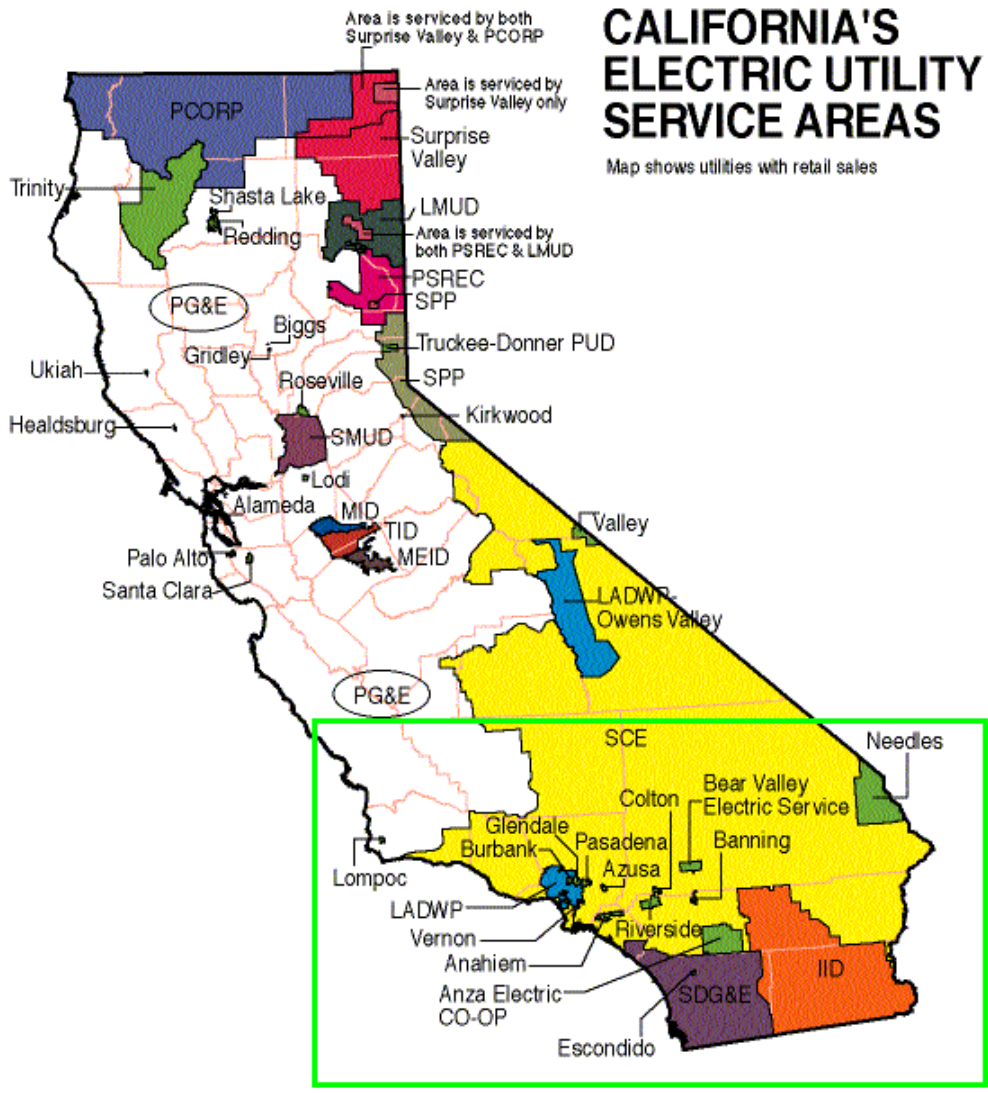 CALIFORNIA'S
ELECTRIC UTILITY
SERVICE AREAS
Map shows utilities with retail sales
Area is serviced by both
Surprise Valley & PCORP
Area is serviced by
Surprise Valley only
PCORP
Surprise
Valley
Trinity
Shasta Lake
Redding
LMUD
Area is serviced by
both PSREC & LMUD
PSREC
SPP
PG&E
Biggs
Gridley
Truckee-Donner PUD
Ukiah
Roseville
SPP
Healdsburg
Kirkwood
SMUD
Lodi
Alameda
MID
TID
Valley
Palo Alto
MEID
Santa Clara
LADWP-
Owens Valley
PG&E
SCE
Needles
Bear Valley
Electric Service
Colton
Glendale
Burbank
Pasadena
Banning
Azusa
Lompoc
LADWP
Vernon
Riverside
Anahiem
IID
Anza Electric
CO-OP
SDG&E
Escondido